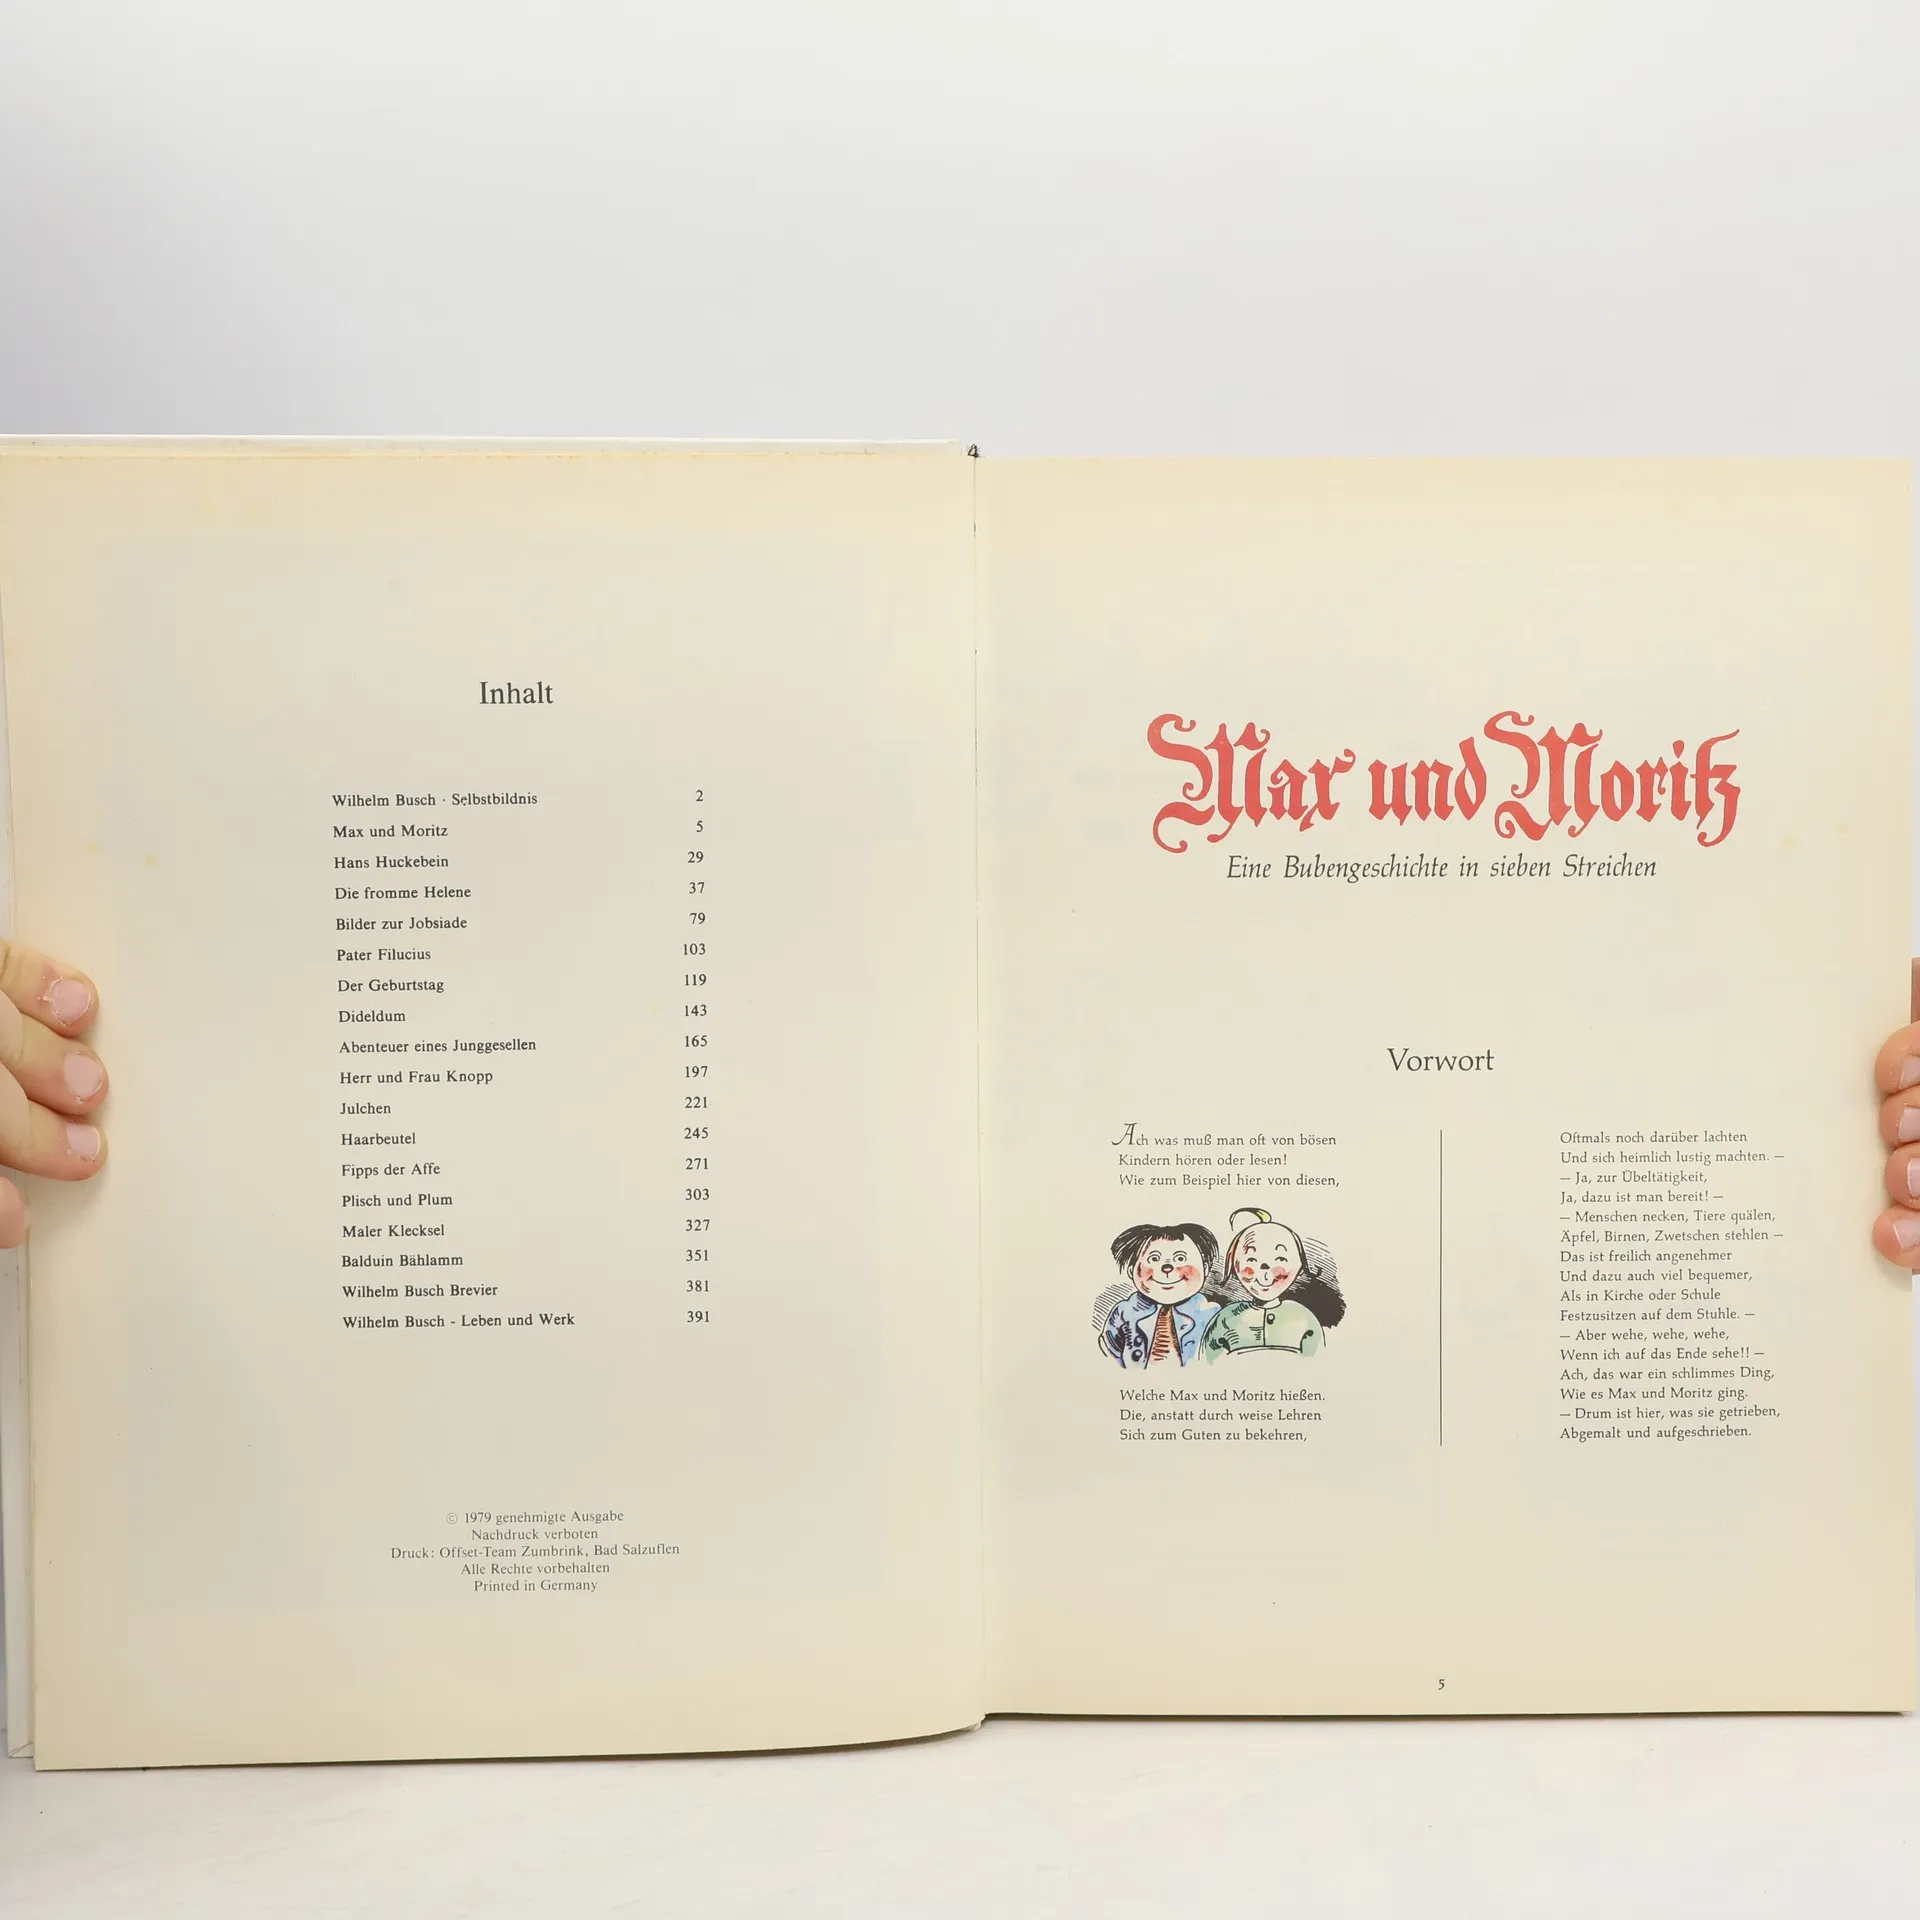 Inhalt
Wilhelm Busch · Selbstbildnis 2
Max und Moritz 5
Hans Huckebein 29
Die fromme Helene 37
Bilder zur Jobsiade 79
Pater Filucius 103
Der Geburtstag 119
Dideldum 143
Abenteuer eines Junggesellen 165
Herr und Frau Knopp 197
Julchen 221
Haarbeutel 245
Fipps der Affe 271
Plisch und Plum 303
Maler Klecksel 327
Balduin Bählamm 351
Wilhelm Busch Brevier 381
Wilhelm Busch - Leben und Werk 391
© 1979 genehmigte Ausgabe
Nachdruck verboten
Druck: Offset-Team Zumbrink, Bad Salzuflen
Alle Rechte vorbehalten
Printed in Germany
Max und Moritz
Eine Bubengeschichte in sieben Streichen
Vorwort
Ach was muß man oft von bösen
Kindern hören oder lesen!
Wie zum Beispiel hier von diesen,
Welche Max und Moritz hießen.
Die, anstatt durch weise Lehren
Sich zum Guten zu bekehren,
Oftmals noch darüber lachten
Und sich heimlich lustig machten. —
— Ja, zur Übeltätigkeit,
Ja, dazu ist man bereit! —
— Menschen necken, Tiere quälen,
Äpfel, Birnen, Zwetschen stehlen —
Das ist freilich angenehmer
Und dazu auch viel bequemer,
Als in Kirche oder Schule
Festzusitzen auf dem Stuhle. —
— Aber wehe, wehe, wehe,
Wenn ich auf das Ende sehe!! —
Ach, das war ein schlimmes Ding,
Wie es Max und Moritz ging.
— Drum ist hier, was sie getrieben,
Abgemalt und aufgeschrieben.
5